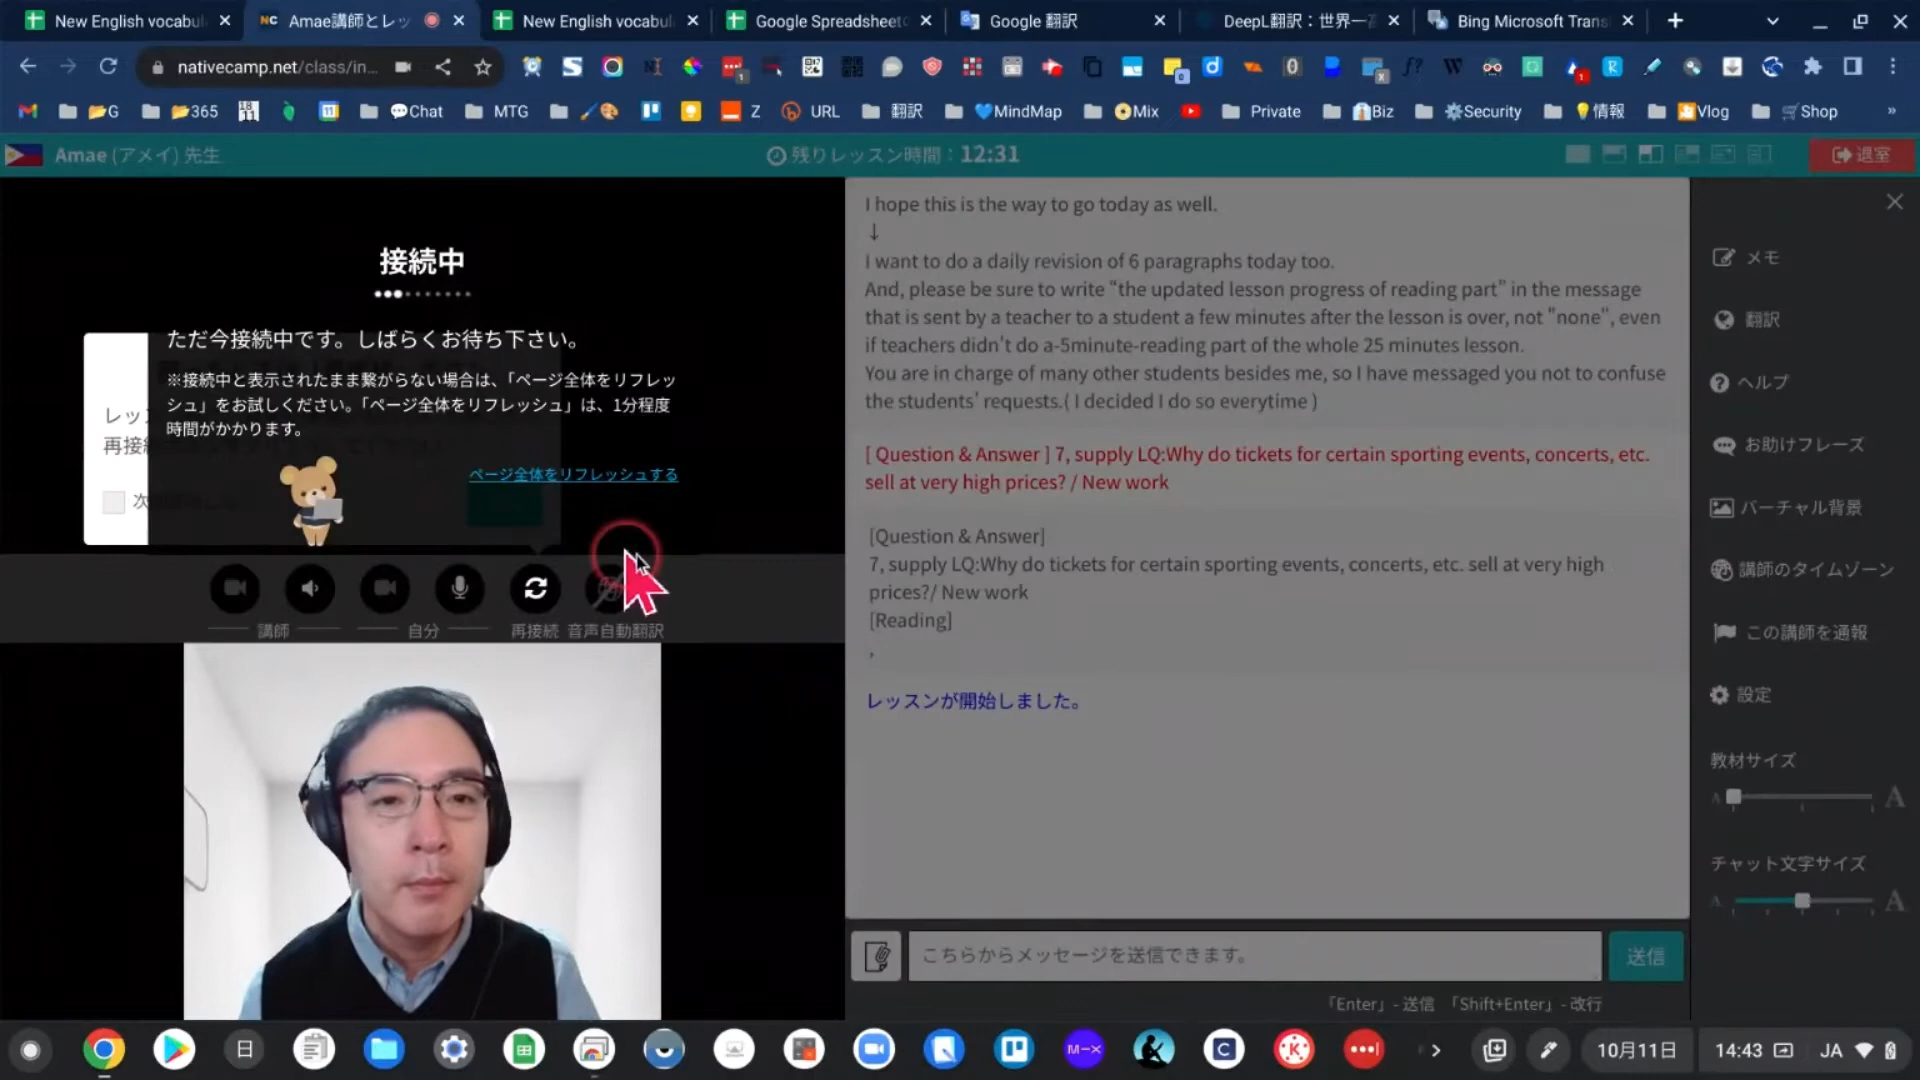 New English vocabul
Amae講師とレッ
New English vocabul
Google Spreadsheet
Google 翻訳
DeepL翻訳：世界一高
Bing Microsoft Trans
nativecamp.net/class/in...
G
365
Chat
MTG
Z
URL
翻訳
MindMap
Mix
Private
Biz
Security
情報
Vlog
Shop
»
Amae (アメイ) 先生
残りレッスン時間：12:31
退室
接続中
ただ今接続中です。しばらくお待ち下さい。
※接続中と表示されたまま繋がらない場合は、「ページ全体をリフレッ
シュ」をお試しください。「ページ全体をリフレッシュ」は、1分程度
時間がかかります。
レッ
再接
ページ全体をリフレッシュする
次
講師
自分
再接続
音声自動翻訳
I hope this is the way to go today as well.
↓
I want to do a daily revision of 6 paragraphs today too.
And, please be sure to write “the updated lesson progress of reading part” in the message
that is sent by a teacher to a student a few minutes after the lesson is over, not "none", even
if teachers didn't do a-5minute-reading part of the whole 25 minutes lesson.
You are in charge of many other students besides me, so I have messaged you not to confuse
the students' requests.( I decided I do so everytime )
[ Question & Answer ] 7, supply LQ:Why do tickets for certain sporting events, concerts, etc.
sell at very high prices? / New work
[Question & Answer]
7, supply LQ:Why do tickets for certain sporting events, concerts, etc. sell at very high
prices?/ New work
[Reading]
,
レッスンが開始しました。
こちらからメッセージを送信できます。
送信
「Enter」- 送信 「Shift+Enter」- 改行
メモ
翻訳
ヘルプ
お助けフレーズ
バーチャル背景
講師のタイムゾーン
この講師を通報
設定
教材サイズ
A A
チャット文字サイズ
A A
10月11日
14:43
JA